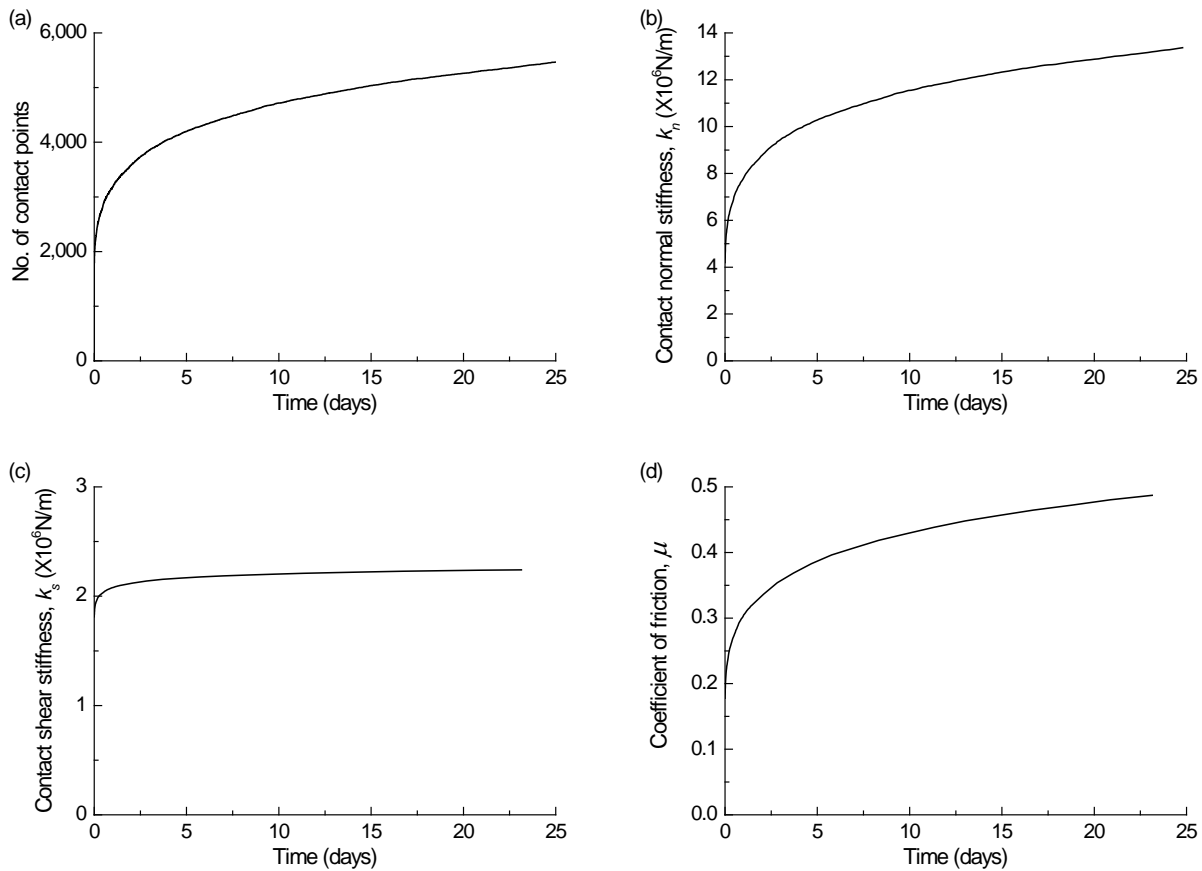 (a)
6,000
4,000
2,000
0
No. of contact points
0 5 10 15 20 25
Time (days)
(b)
14
12
10
8
6
4
2
0
Contact normal stiffness, kₙ (X10⁶N/m)
0 5 10 15 20 25
Time (days)
(c)
3
2
1
0
Contact shear stiffness, kₛ (X10⁶N/m)
0 5 10 15 20 25
Time (days)
(d)
0.5
0.4
0.3
0.2
0.1
0.0
Coefficient of friction, μ
0 5 10 15 20 25
Time (days)